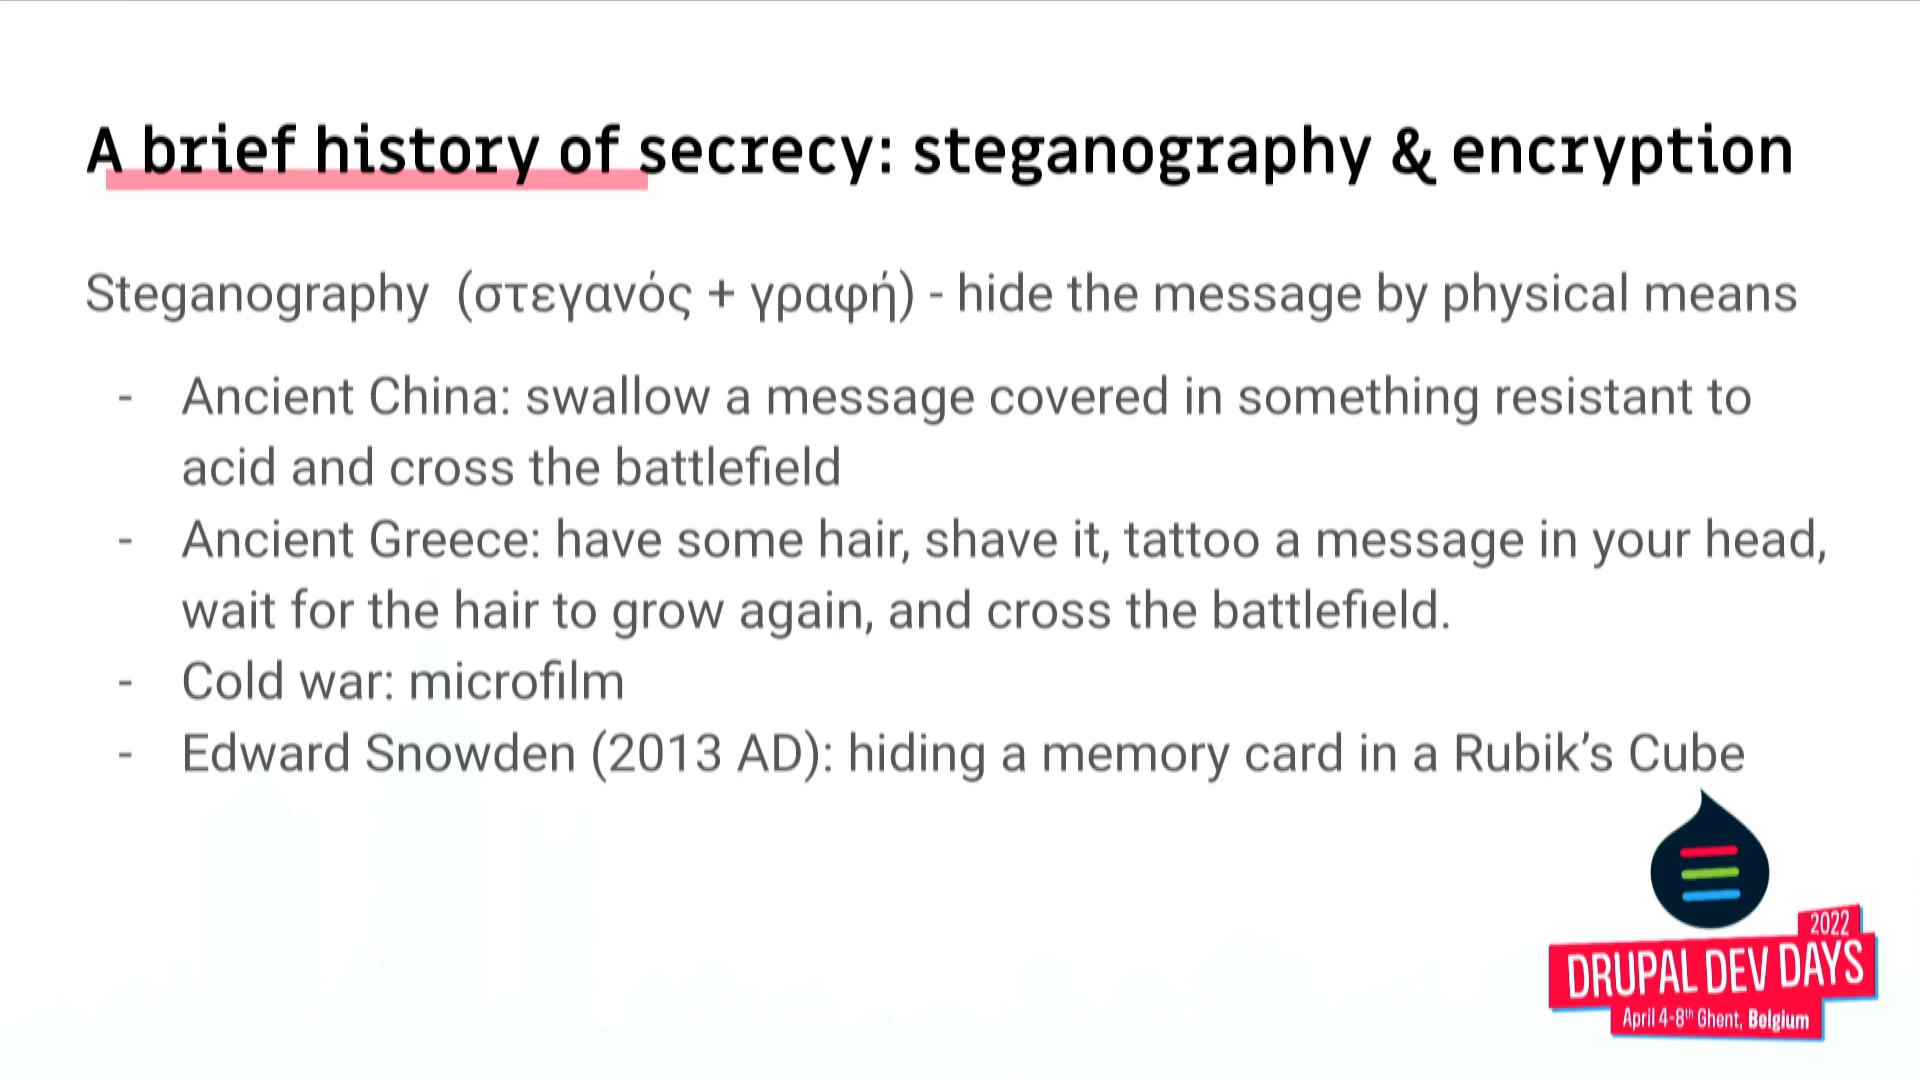 A brief history of secrecy: steganography & encryption
Steganography (στεγανός + γραφή) - hide the message by physical means
- Ancient China: swallow a message covered in something resistant to
acid and cross the battlefield
- Ancient Greece: have some hair, shave it, tattoo a message in your head,
wait for the hair to grow again, and cross the battlefield.
- Cold war: microfilm
- Edward Snowden (2013 AD): hiding a memory card in a Rubik’s Cube
2022
DRUPAL DEV DAYS
April 4-8th Ghent, Belgium